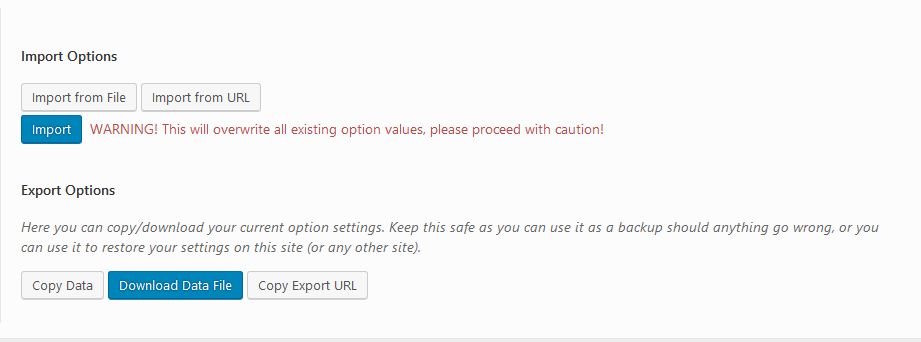 Import Options
Import from File Import from URL
Import WARNING! This will overwrite all existing option values, please proceed with caution!
Export Options
Here you can copy/download your current option settings. Keep this safe as you can use it as a backup should anything go wrong, or you
can use it to restore your settings on this site (or any other site).
Copy Data Download Data File Copy Export URL